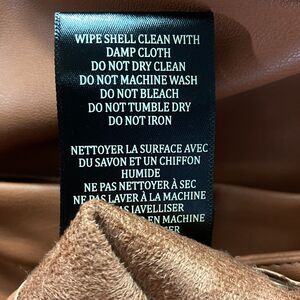 WIPE SHELL CLEAN WITH
DAMP CLOTH
DO NOT DRY CLEAN
DO NOT MACHINE WASH
DO NOT BLEACH
DO NOT TUMBLE DRY
DO NOT IRON
NETTOYER LA SURFACE AVEC
DU SAVON ET UN CHIFFON
HUMIDE
NE PAS NETTOYER À SEC
NE PAS LAVER À LA MACHINE
PAS JAVELLISER
EN MACHINE